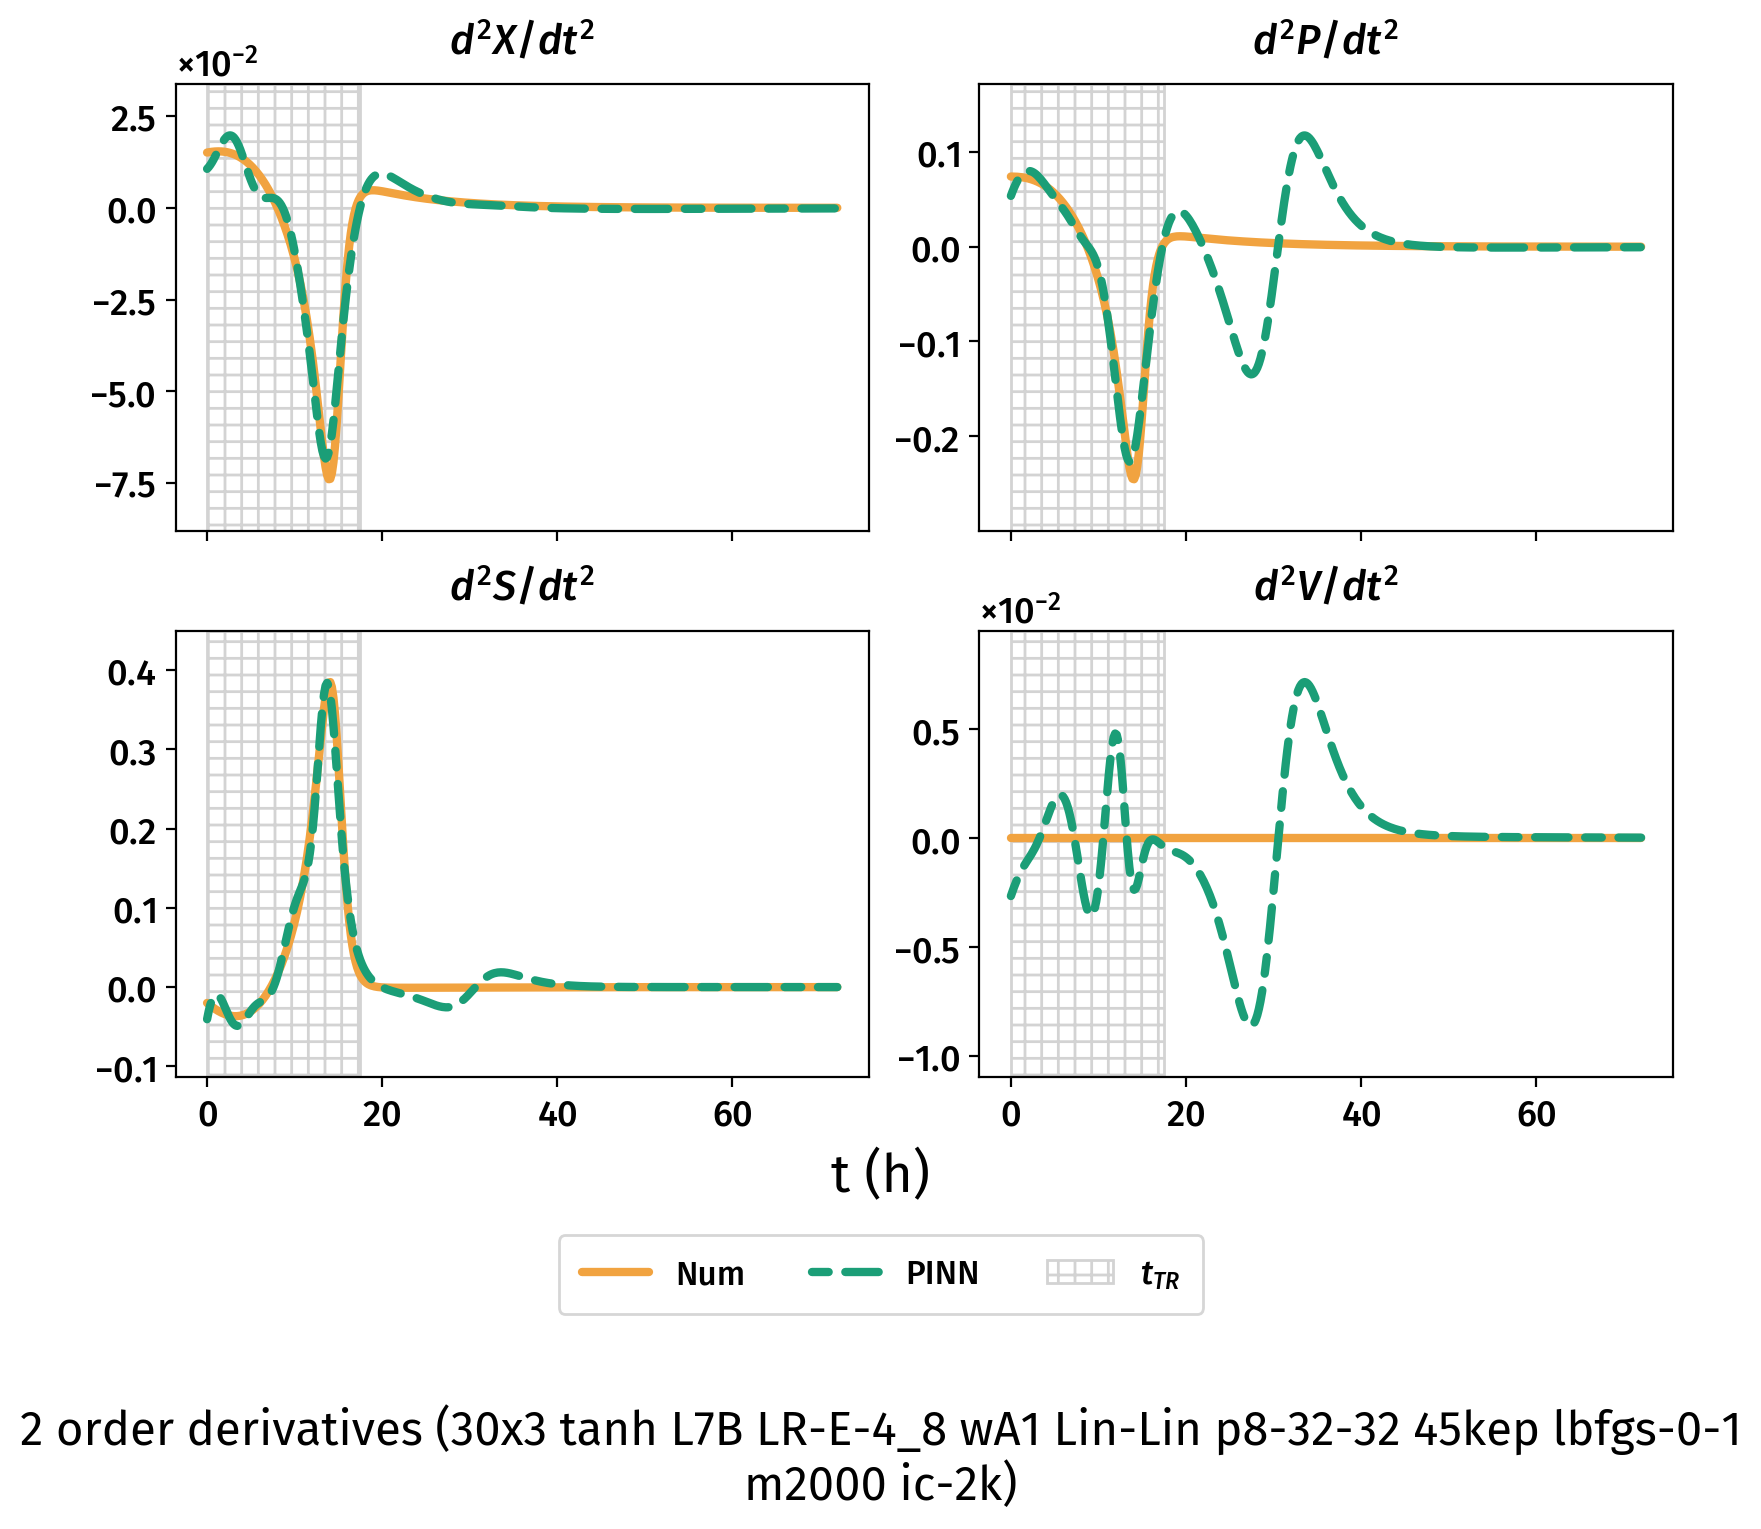 d²X/dt²
×10⁻²
2.5
0.0
−2.5
−5.0
−7.5
d²P/dt²
0.1
0.0
−0.1
−0.2
d²S/dt²
0.4
0.3
0.2
0.1
0.0
−0.1
0 20 40 60
d²V/dt²
×10⁻²
0.5
0.0
−0.5
−1.0
0 20 40 60
t (h)
Num PINN t_TR
2 order derivatives (30x3 tanh L7B LR-E-4_8 wA1 Lin-Lin p8-32-32 45kep lbfgs-0-1
m2000 ic-2k)